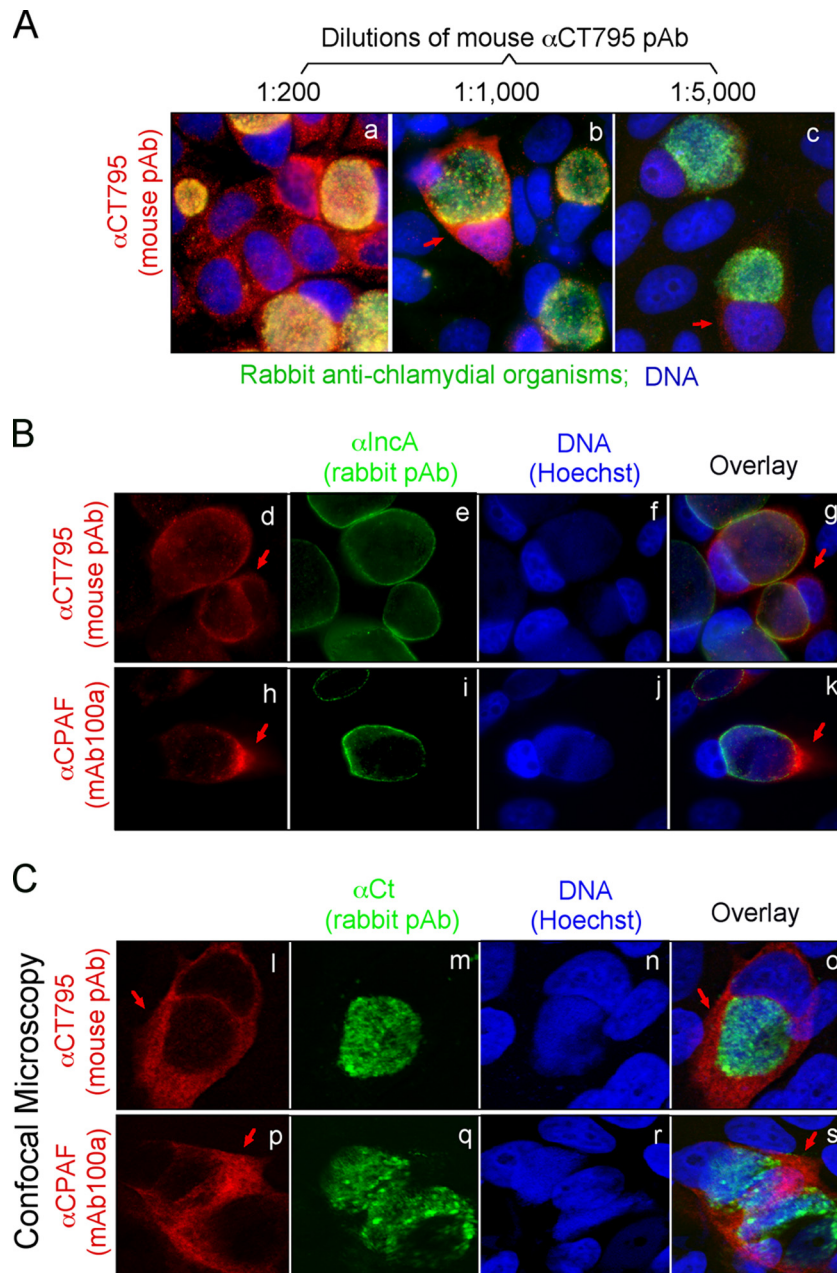 A
Dilutions of mouse αCT795 pAb
1:200 1:1,000 1:5,000
αCT795
(mouse pAb)
a b c
Rabbit anti-chlamydial organisms; DNA
B
αIncA
(rabbit pAb)
DNA
(Hoechst)
Overlay
αCT795
(mouse pAb)
d e f g
αCPAF
(mAb100a)
h i j k
C
αCt
(rabbit pAb)
DNA
(Hoechst)
Overlay
Confocal Microscopy
αCT795
(mouse pAb)
l m n o
αCPAF
(mAb100a)
p q r s